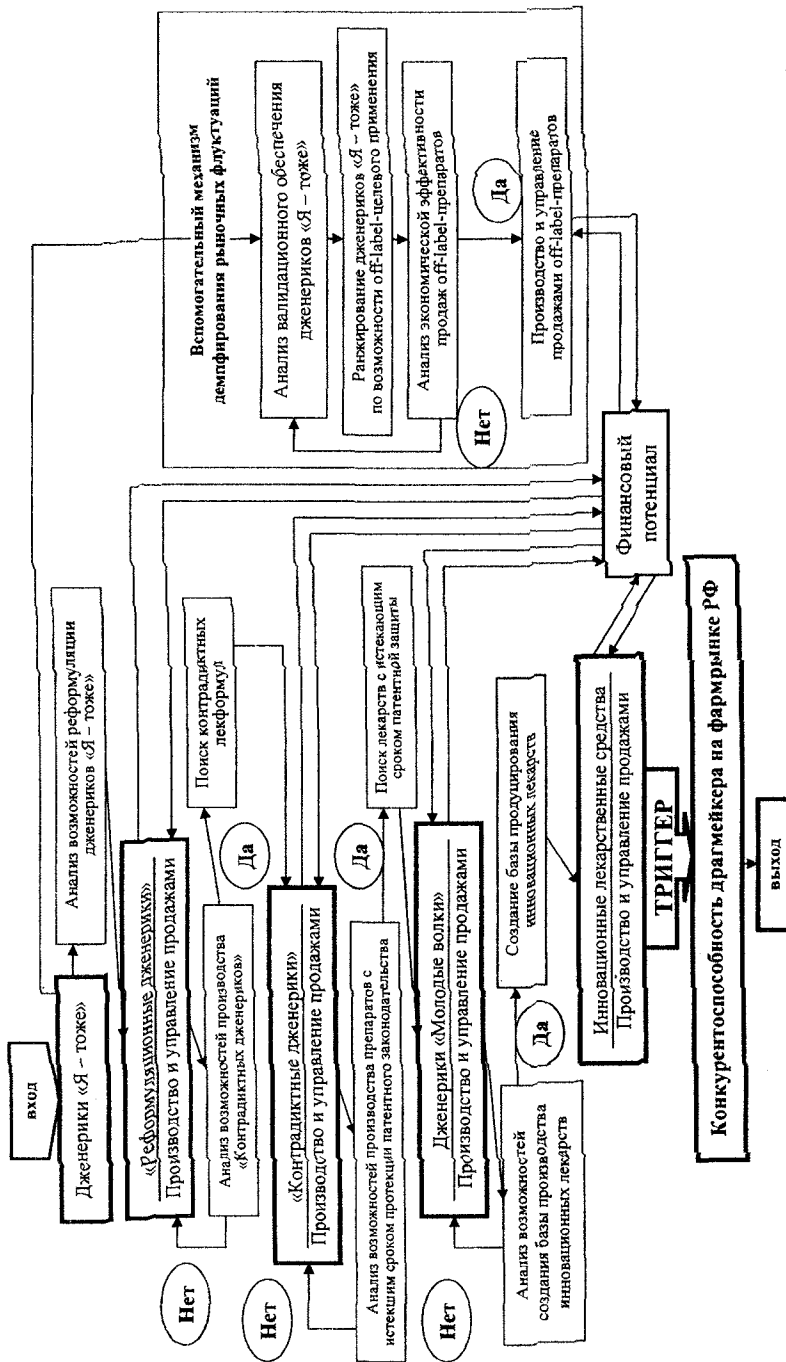 вход
Дженерики «Я – тоже»
Анализ возможностей реформуляции
дженериков «Я – тоже»
«Реформуляционные дженерики»
Производство и управление продажами
Нет
Анализ возможностей производства
«Контрадиктных дженериков»
Да
Поиск контрадиктных
лекформул
«Контрадиктные дженерики»
Производство и управление продажами
Нет
Анализ возможностей производства препаратов с
истекшим сроком протекции патентного законодательства
Да
Поиск лекарств с истекающим
сроком патентной защиты
Дженерики «Молодые волки»
Производство и управление продажами
Нет
Анализ возможностей
создания базы производства
инновационных лекарств
Да
Создание базы продуцирования
инновационных лекарств
Инновационные лекарственные средства
Производство и управление продажами
ТРИГГЕР
Конкурентоспособность драгмейкера на фармрынке РФ
выход
Финансовый
потенциал
Вспомогательный механизм
демпфирования рыночных флуктуаций
Анализ валидационного обеспечения
дженериков «Я – тоже»
Ранжирование дженериков «Я – тоже»
по возможности off-label-целевого применения
Анализ экономической эффективности
продаж off-label-препаратов
Нет
Да
Производство и управление
продажами off-label-препаратов